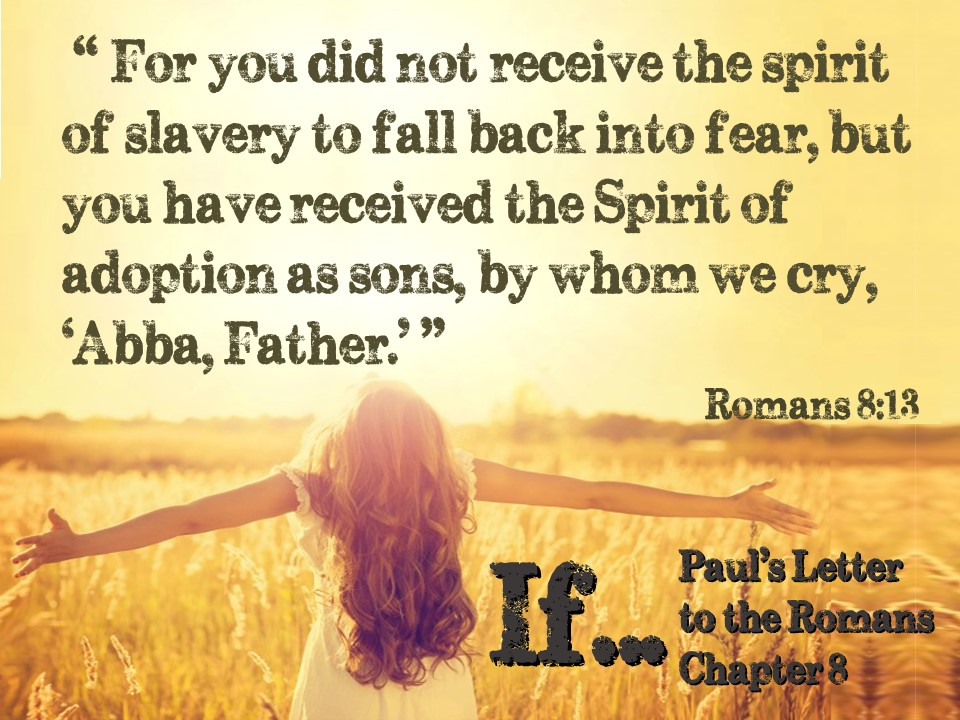 “ For you did not receive the spirit
of slavery to fall back into fear, but
you have received the Spirit of
adoption as sons, by whom we cry,
‘Abba, Father.’ ”
Romans 8:13
If...
Paul’s Letter
to the Romans
Chapter 8